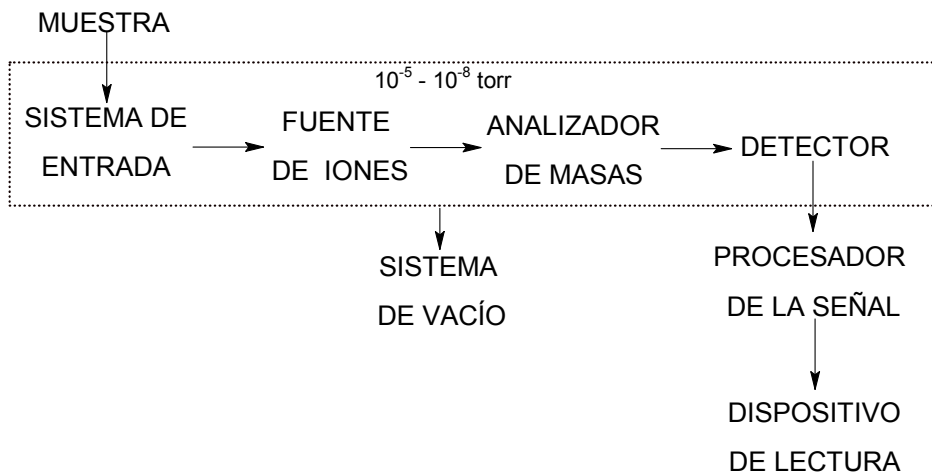 MUESTRA
10⁻⁵ - 10⁻⁸ torr
SISTEMA DE
ENTRADA
FUENTE
DE IONES
ANALIZADOR
DE MASAS
DETECTOR
SISTEMA
DE VACÍO
PROCESADOR
DE LA SEÑAL
DISPOSITIVO
DE LECTURA